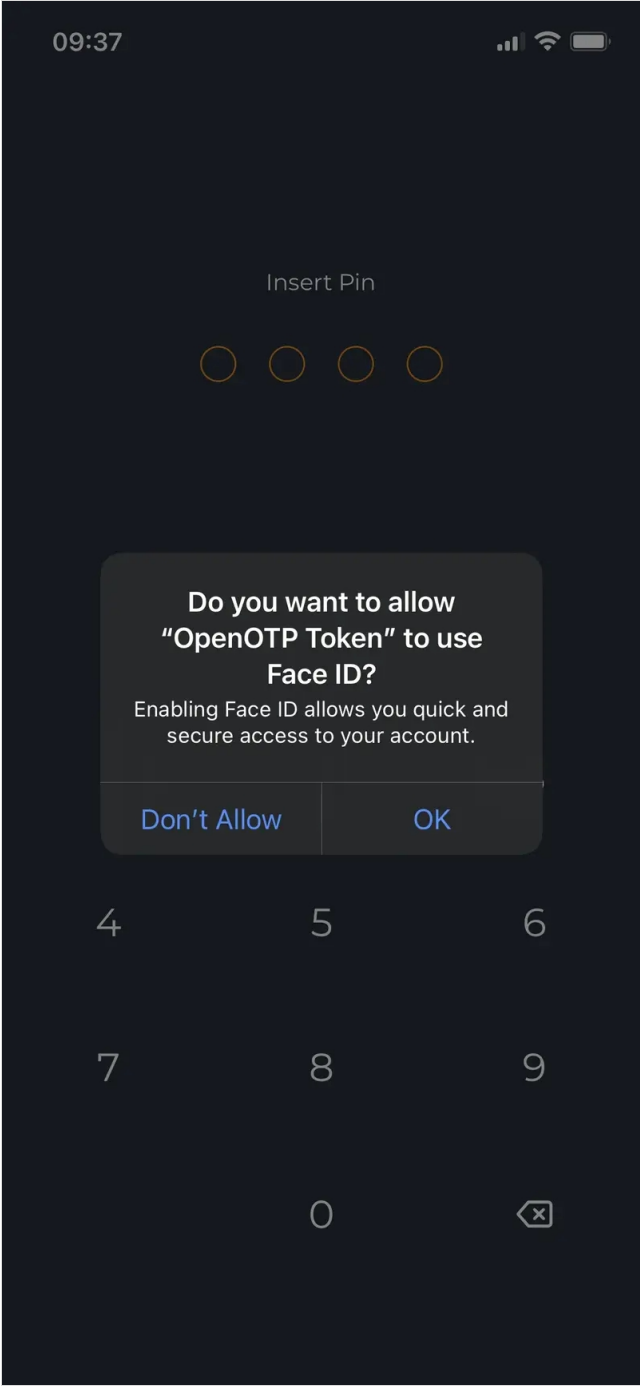 09:37
Insert Pin
Do you want to allow
“OpenOTP Token” to use
Face ID?
Enabling Face ID allows you quick and
secure access to your account.
Don’t Allow OK
4 5 6
7 8 9
0